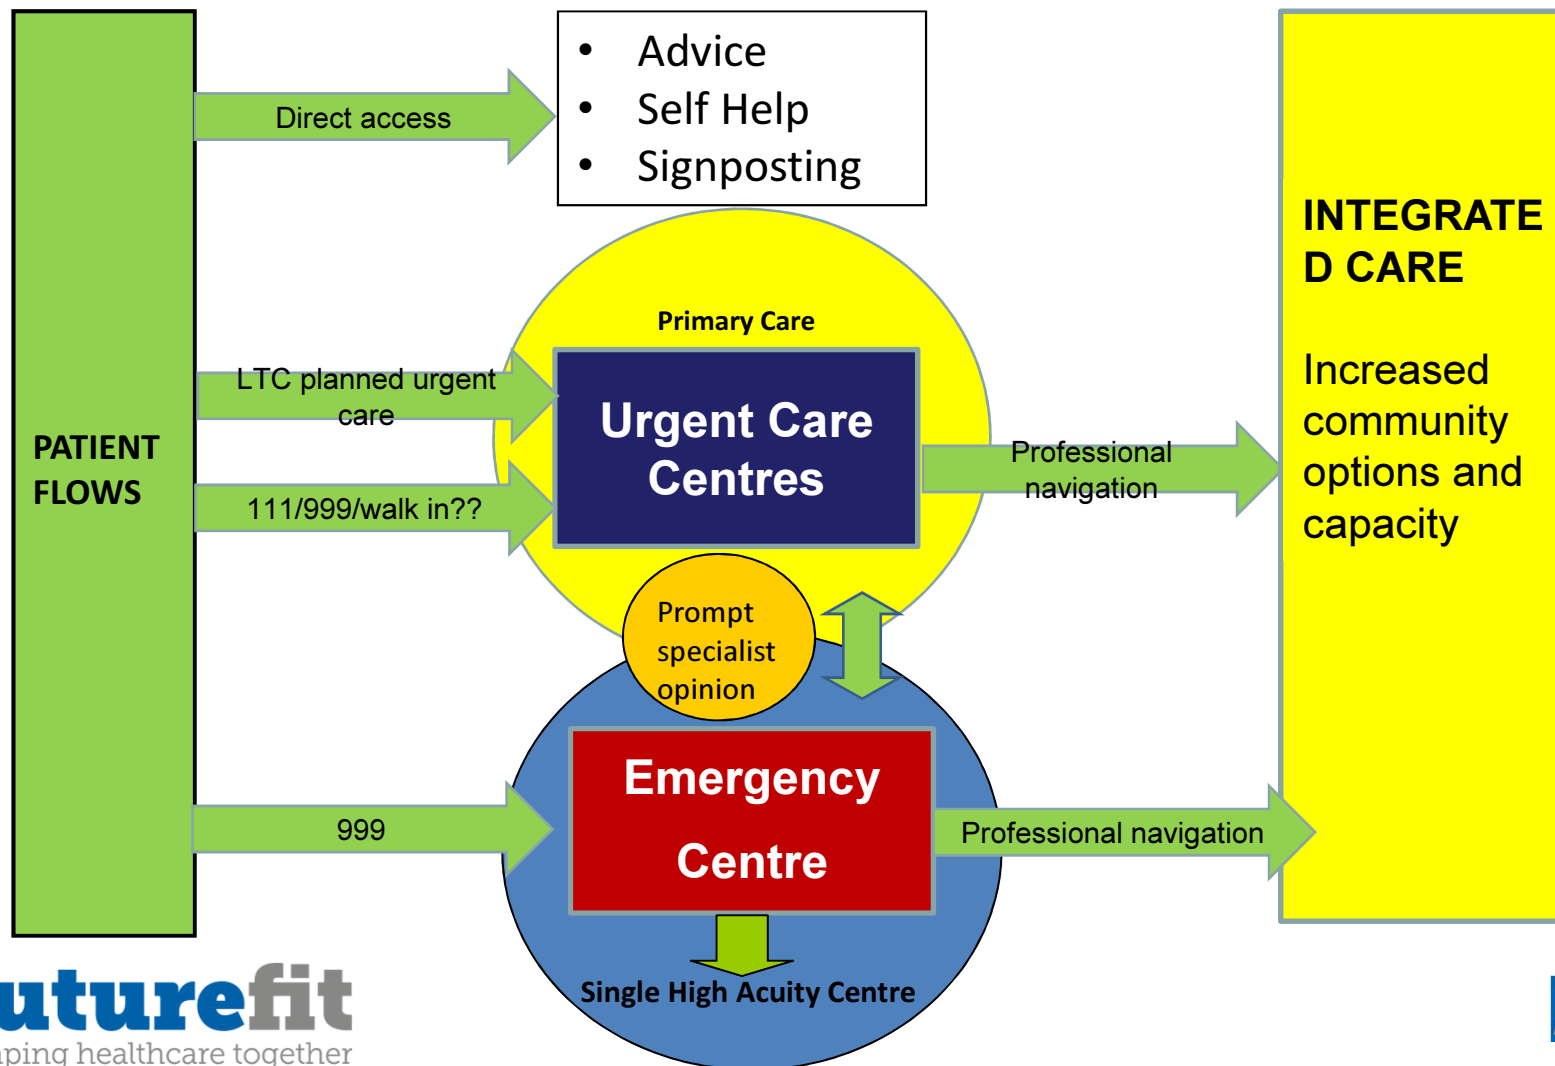 PATIENT
FLOWS
Direct access
• Advice
• Self Help
• Signposting
LTC planned urgent
care
111/999/walk in??
Primary Care
Urgent Care
Centres
Professional
navigation
INTEGRATE
D CARE
Increased
community
options and
capacity
Prompt
specialist
opinion
999
Emergency
Centre
Professional navigation
Single High Acuity Centre
uturefit
ping healthcare together